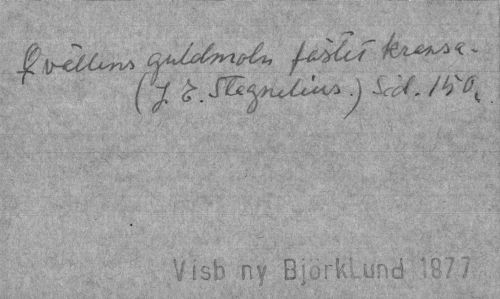 Qvällens guldmoln fästet kransa.
(J. E. Stagnelius.) Sid. 150.
Visb ny BjörkLund 1877